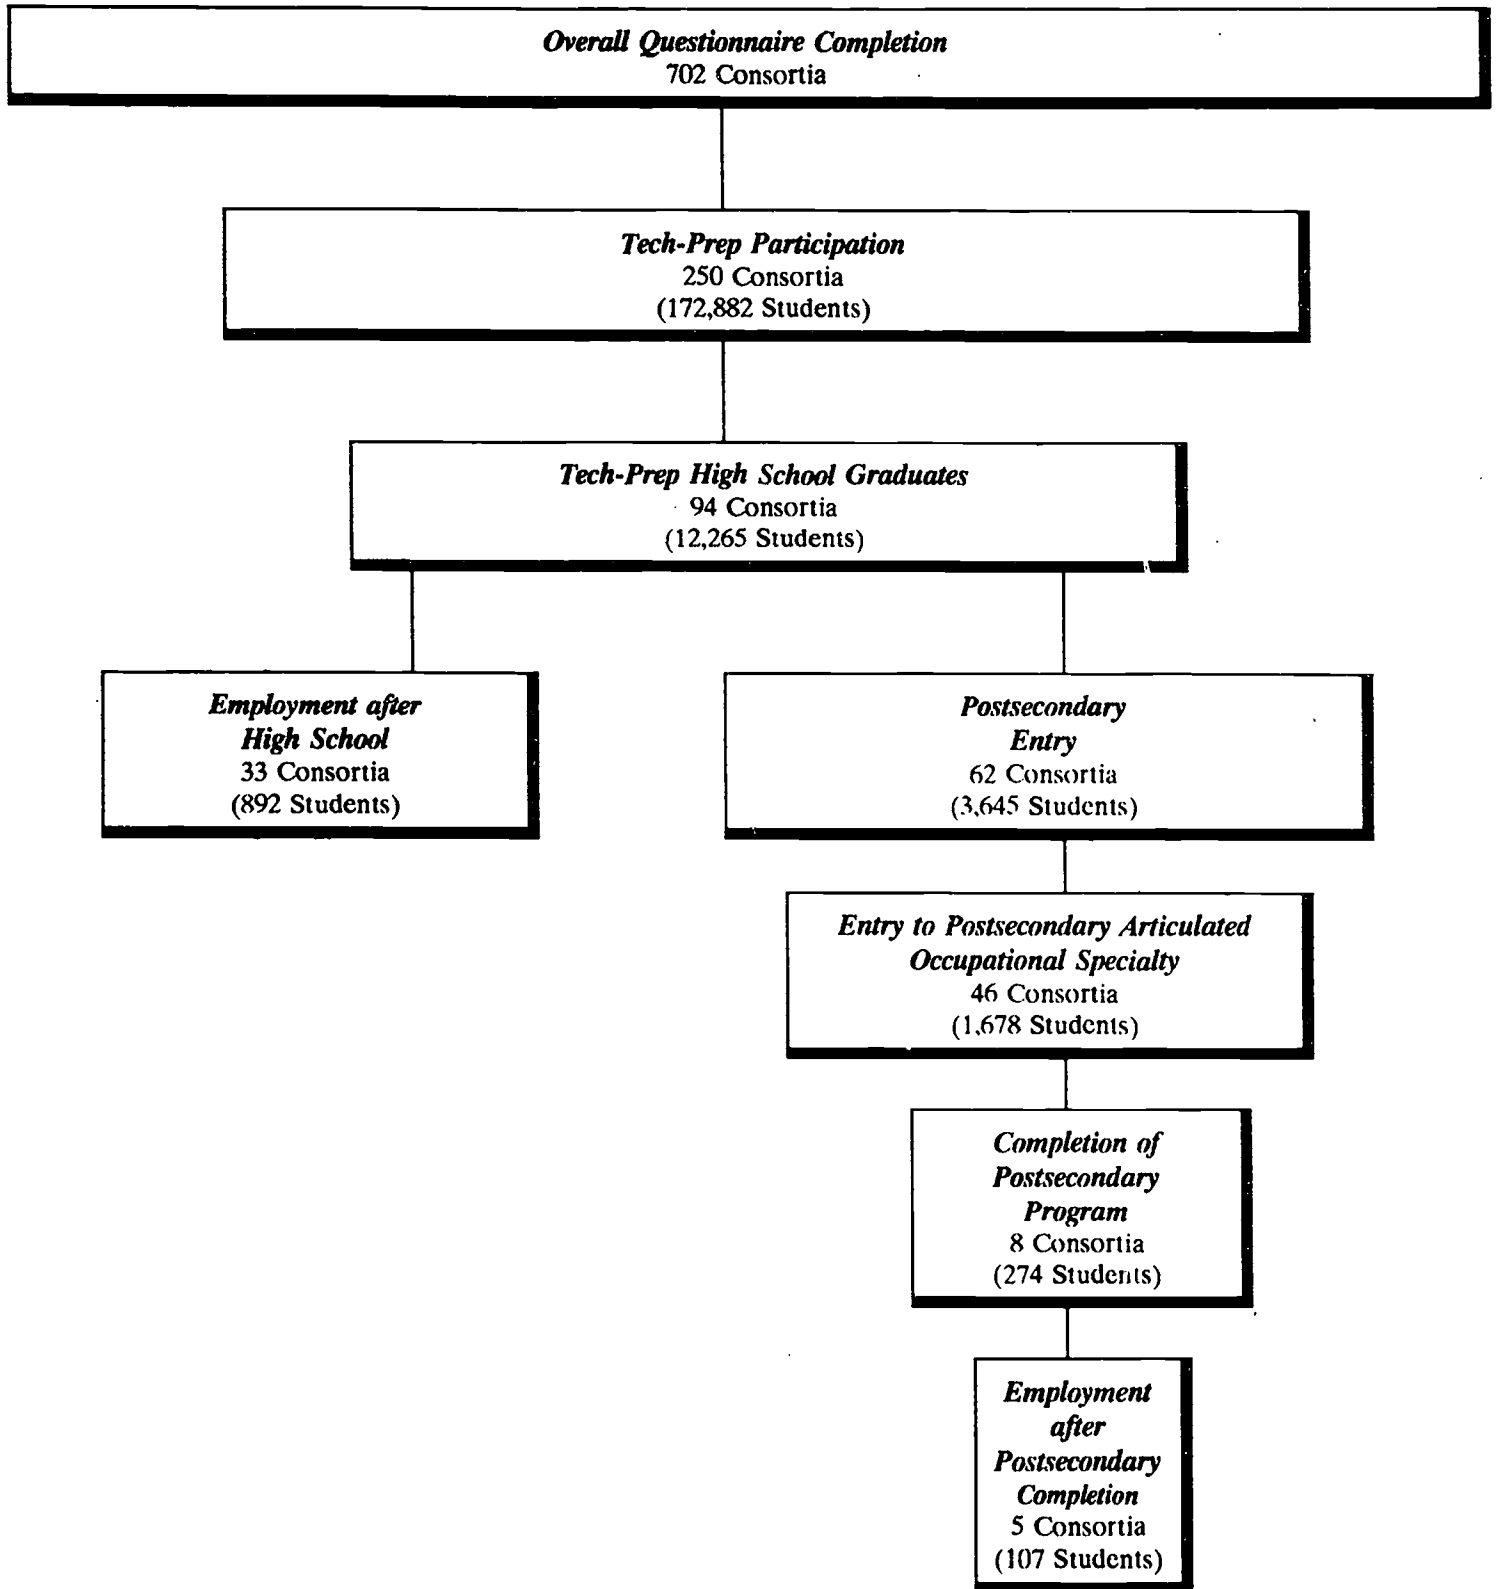 Overall Questionnaire Completion
702 Consortia
Tech-Prep Participation
250 Consortia
(172,882 Students)
Tech-Prep High School Graduates
94 Consortia
(12,265 Students)
Employment after
High School
33 Consortia
(892 Students)
Postsecondary
Entry
62 Consortia
(3,645 Students)
Entry to Postsecondary Articulated
Occupational Specialty
46 Consortia
(1,678 Students)
Completion of
Postsecondary
Program
8 Consortia
(274 Students)
Employment
after
Postsecondary
Completion
5 Consortia
(107 Students)